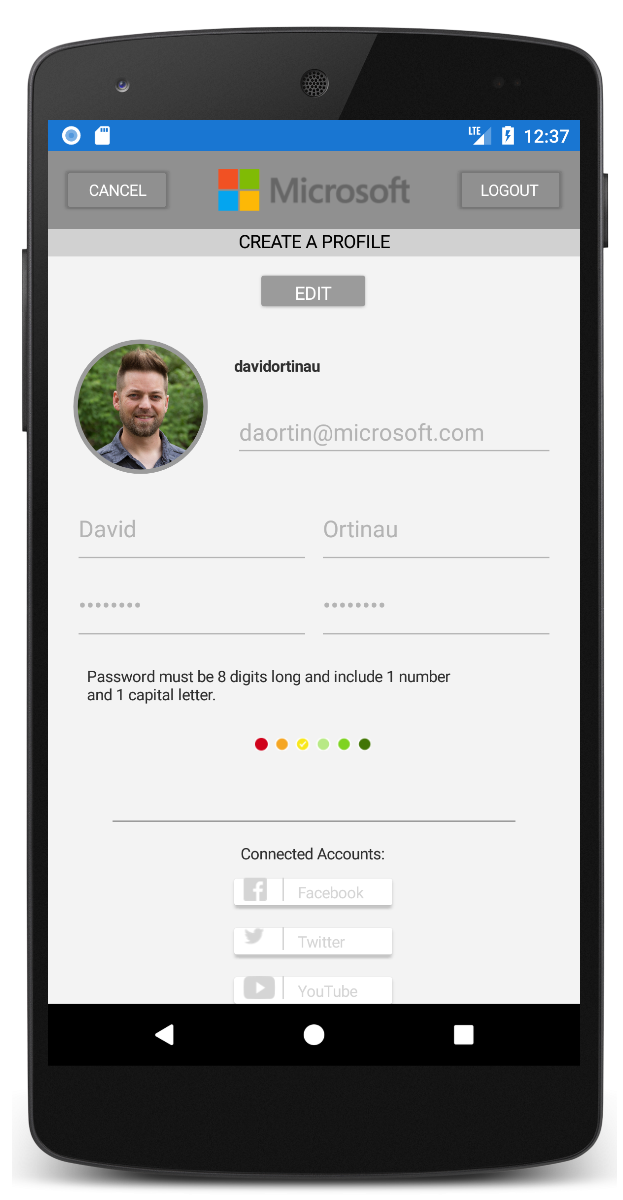 LTE 12:37
CANCEL Microsoft LOGOUT
CREATE A PROFILE
EDIT
davidortinau
daortin@microsoft.com
David Ortinau
•••••••• ••••••••
Password must be 8 digits long and include 1 number
and 1 capital letter.
Connected Accounts:
Facebook
Twitter
YouTube